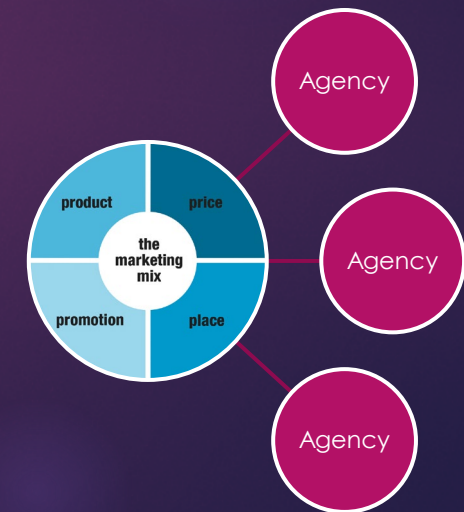 Agency
product
price
the
marketing
mix
Agency
promotion
place
Agency